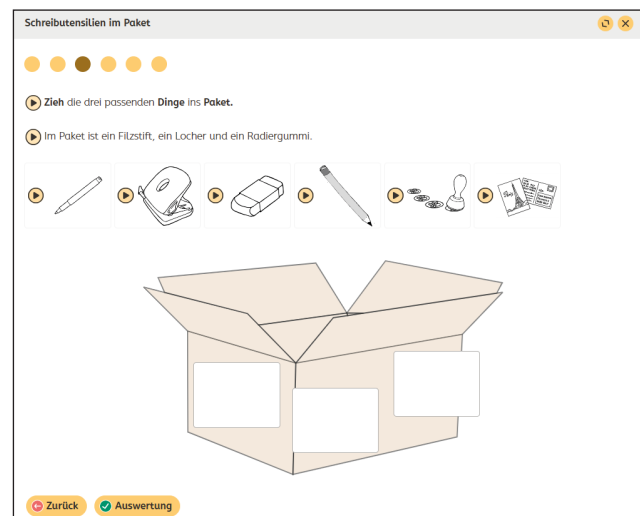 Schreibutensilien im Paket
Zieh die drei passenden Dinge ins Paket.
Im Paket ist ein Filzstift, ein Locher und ein Radiergummi.
Zurück
Auswertung